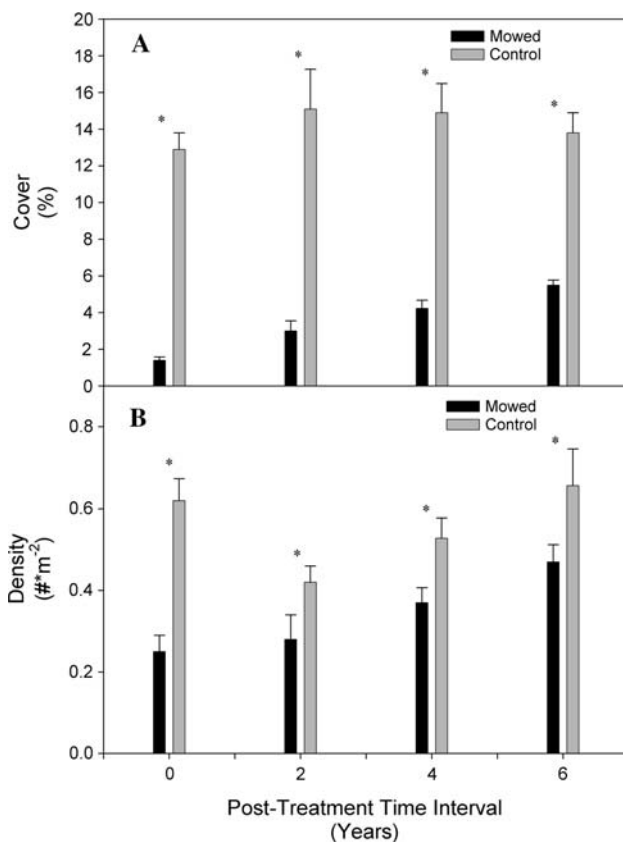 A
Mowed
Control
*
*
*
*
20
18
16
14
12
10
8
6
4
2
0
Cover
(%)
B
Mowed
Control
*
*
*
*
0.8
0.6
0.4
0.2
0.0
Density
(#*m-2)
0 2 4 6
Post-Treatment Time Interval
(Years)